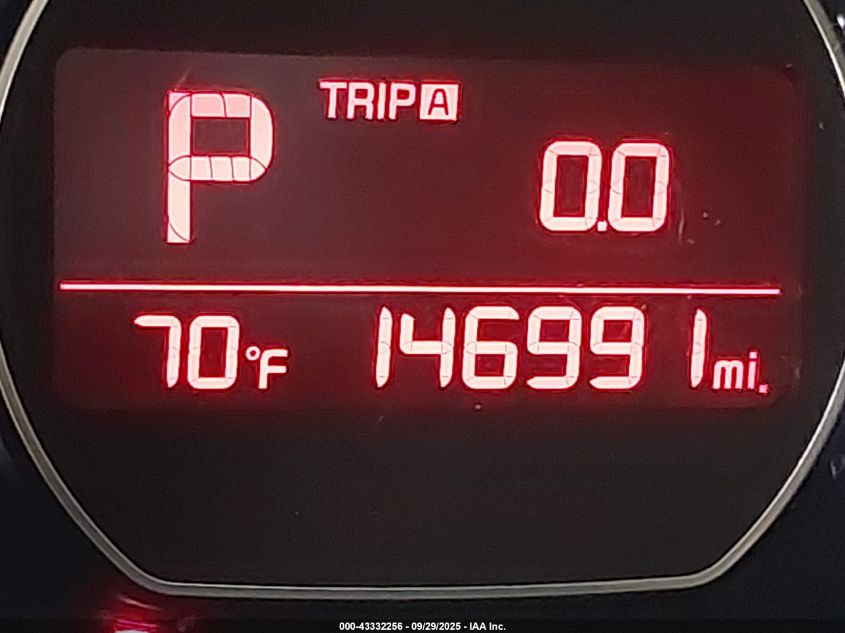 P TRIP A
0.0
70°F 146991 mi.
000-43332256 - 09/29/2025 - IAA Inc.